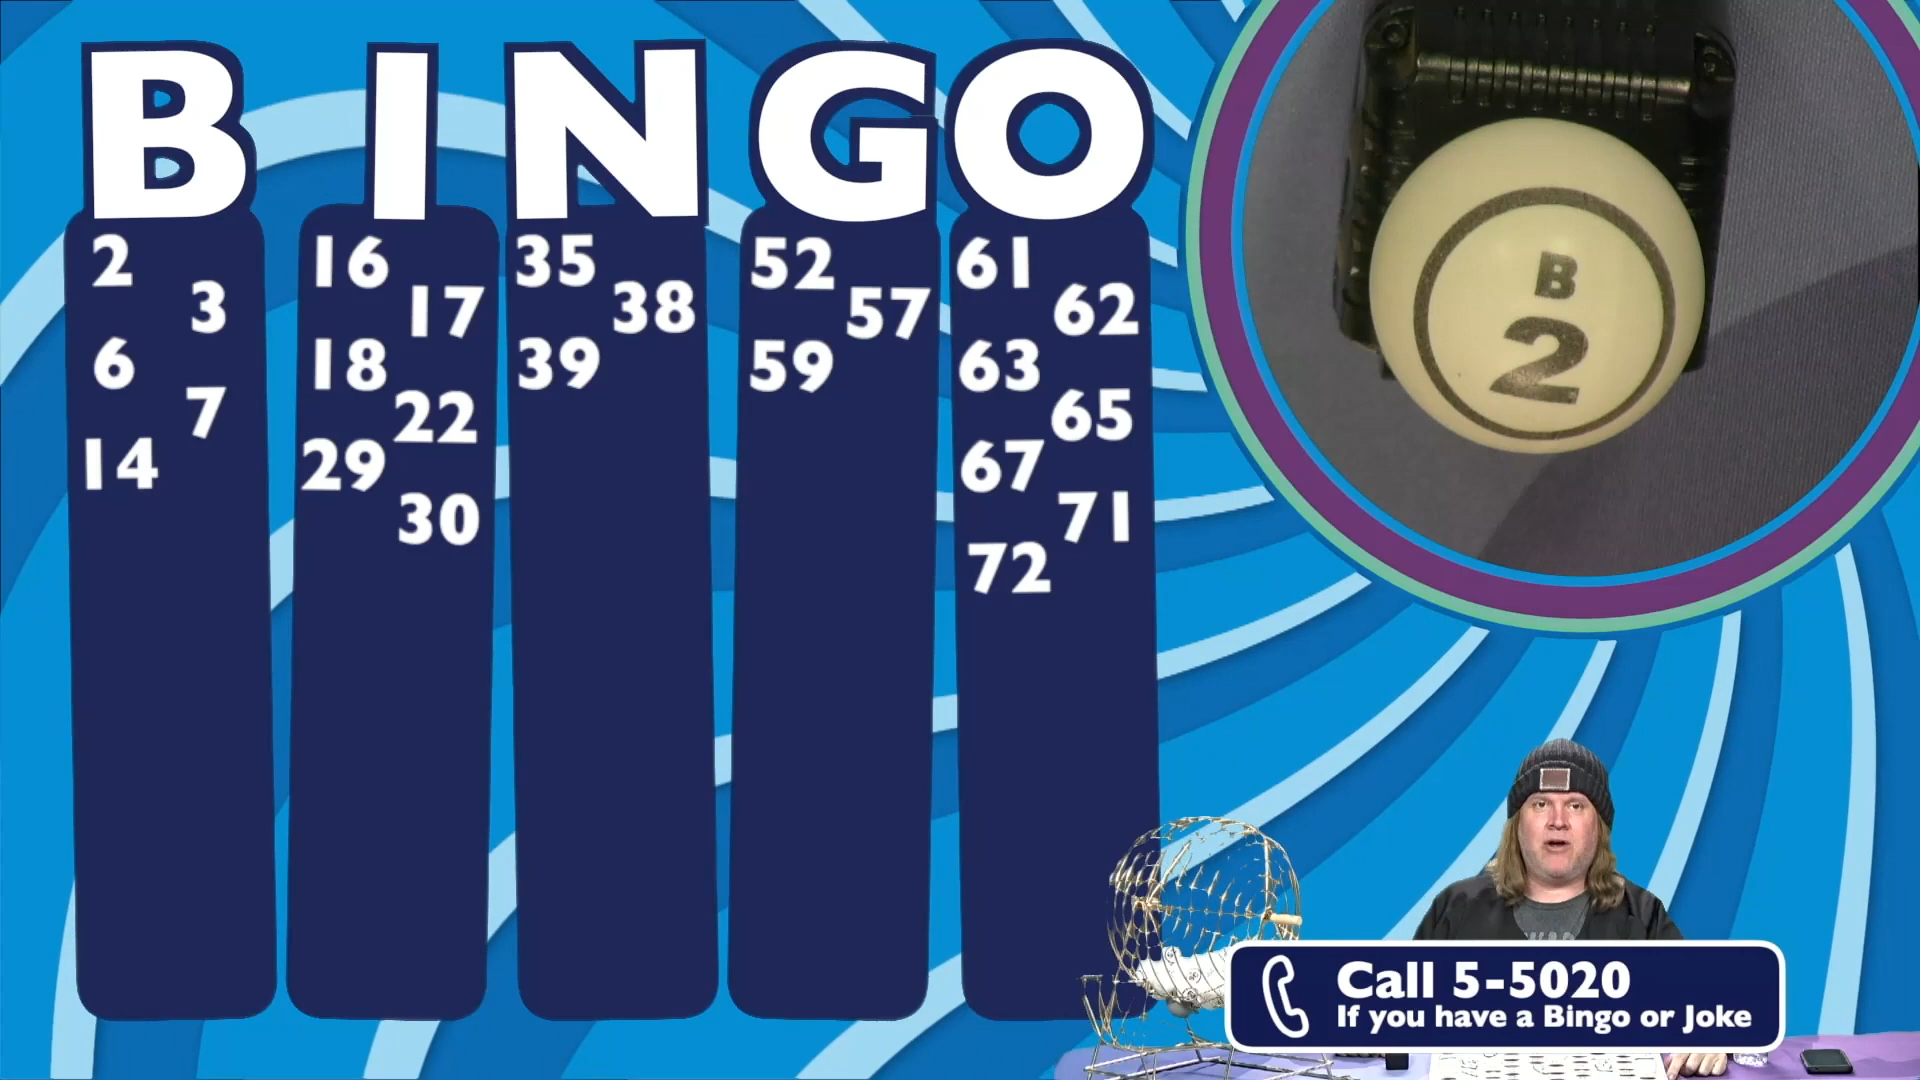 B I N G O
2 16 35 52 61
3 17 38 57 62
6 18 39 59 63
7 22 65
14 29 67
30 71
72
B
2
Call 5-5020
If you have a Bingo or Joke